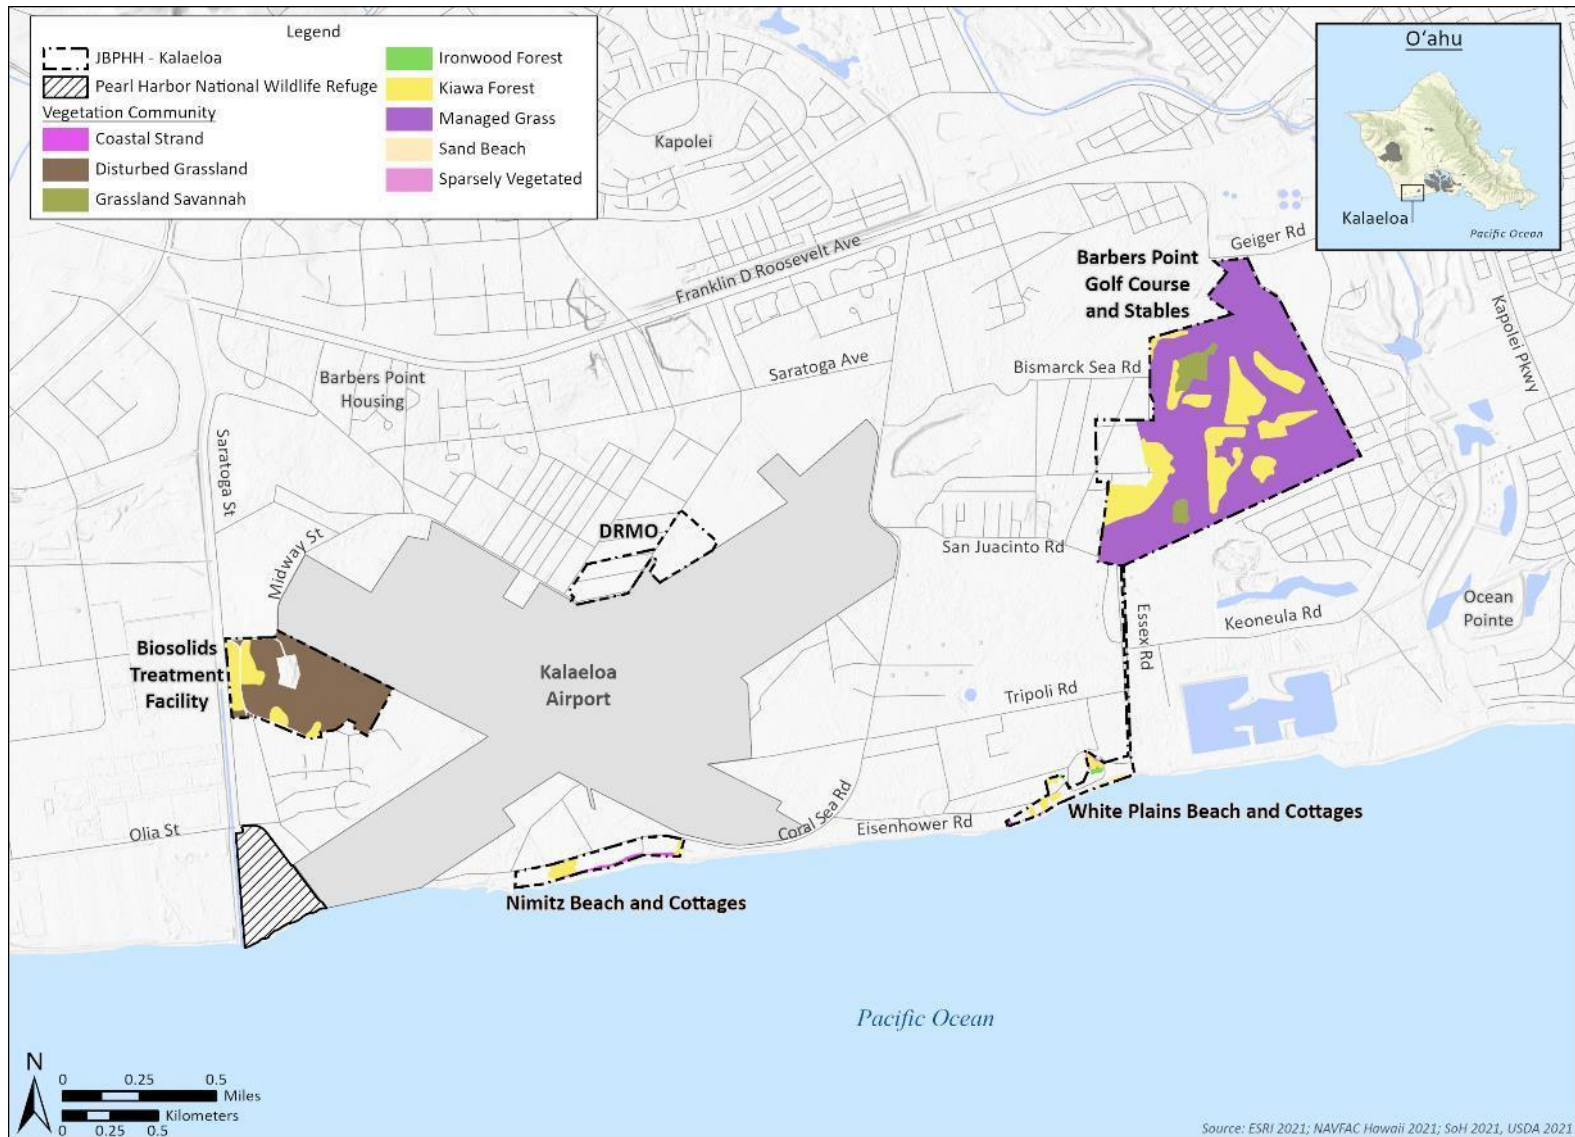 Legend
JBPHH - Kalaeloa
Pearl Harbor National Wildlife Refuge
Vegetation Community
Coastal Strand
Disturbed Grassland
Grassland Savannah
Ironwood Forest
Kiawa Forest
Managed Grass
Sand Beach
Sparsely Vegetated
O‘ahu
Kalaeloa
Pacific Ocean
Kapolei
Geiger Rd
Franklin D Roosevelt Ave
Barbers Point
Golf Course
and Stables
Kapolei Pkwy
Saratoga Ave
Bismarck Sea Rd
Barbers Point
Housing
Saratoga St
Midway St
DRMO
San Juacinto Rd
Essex Rd
Keoneula Rd
Ocean
Pointe
Biosolids
Treatment
Facility
Kalaeloa
Airport
Tripoli Rd
Olia St
Coral Sea Rd
Eisenhower Rd
White Plains Beach and Cottages
Nimitz Beach and Cottages
Pacific Ocean
N
0 0.25 0.5
Miles
Kilometers
0 0.25 0.5
Source: ESRI 2021; NAVFAC Hawaii 2021; SoH 2021, USDA 2021